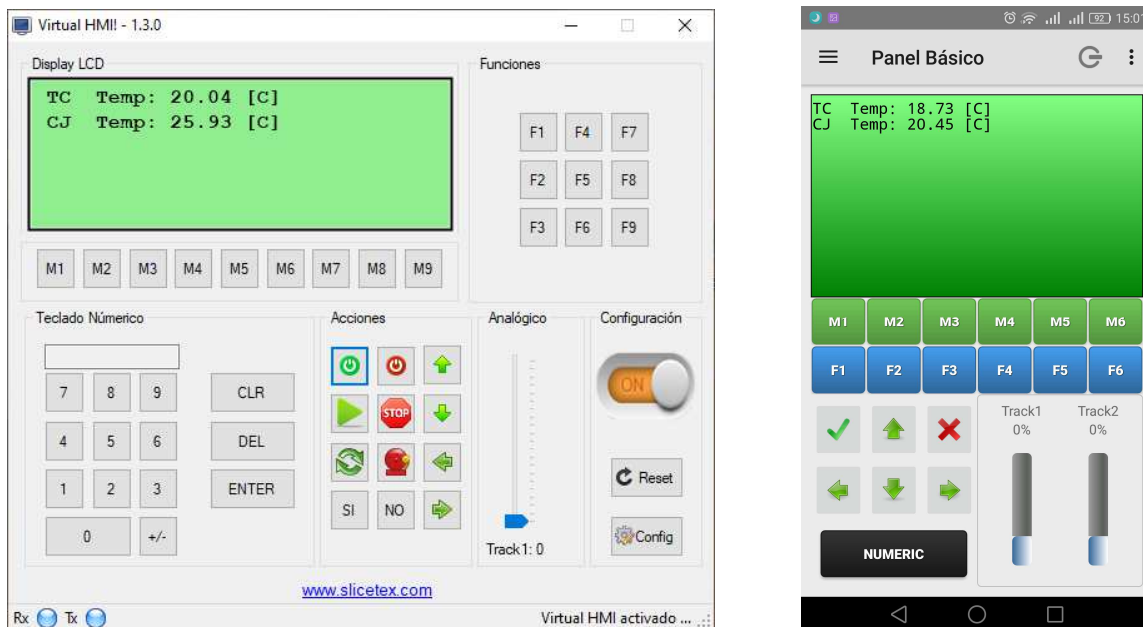 Virtual HMI! - 1.3.0
Display LCD
TC Temp: 20.04 [C]
CJ Temp: 25.93 [C]
M1 M2 M3 M4 M5 M6 M7 M8 M9
Funciones
F1 F4 F7
F2 F5 F8
F3 F6 F9
Teclado Númerico
7 8 9 CLR
4 5 6 DEL
1 2 3 ENTER
0 +/-
Acciones
STOP
SI NO
Analógico
Track1: 0
Configuración
ON
Reset
Config
www.slicetex.com
Rx Tx Virtual HMI activado ...
92 15:01
Panel Básico
TC Temp: 18.73 [C]
CJ Temp: 20.45 [C]
M1 M2 M3 M4 M5 M6
F1 F2 F3 F4 F5 F6
Track1 Track2
0% 0%
NUMERIC